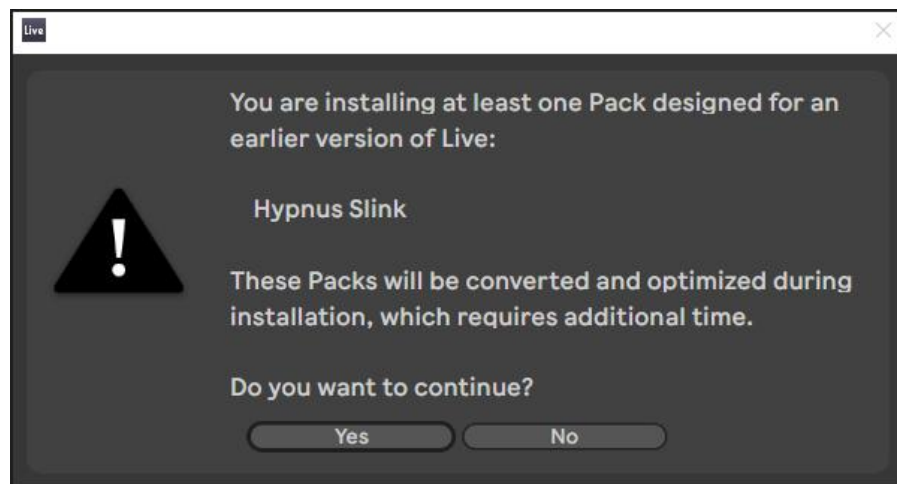 Live
You are installing at least one Pack designed for an
earlier version of Live:
Hypnus Slink
!
These Packs will be converted and optimized during
installation, which requires additional time.
Do you want to continue?
Yes
No